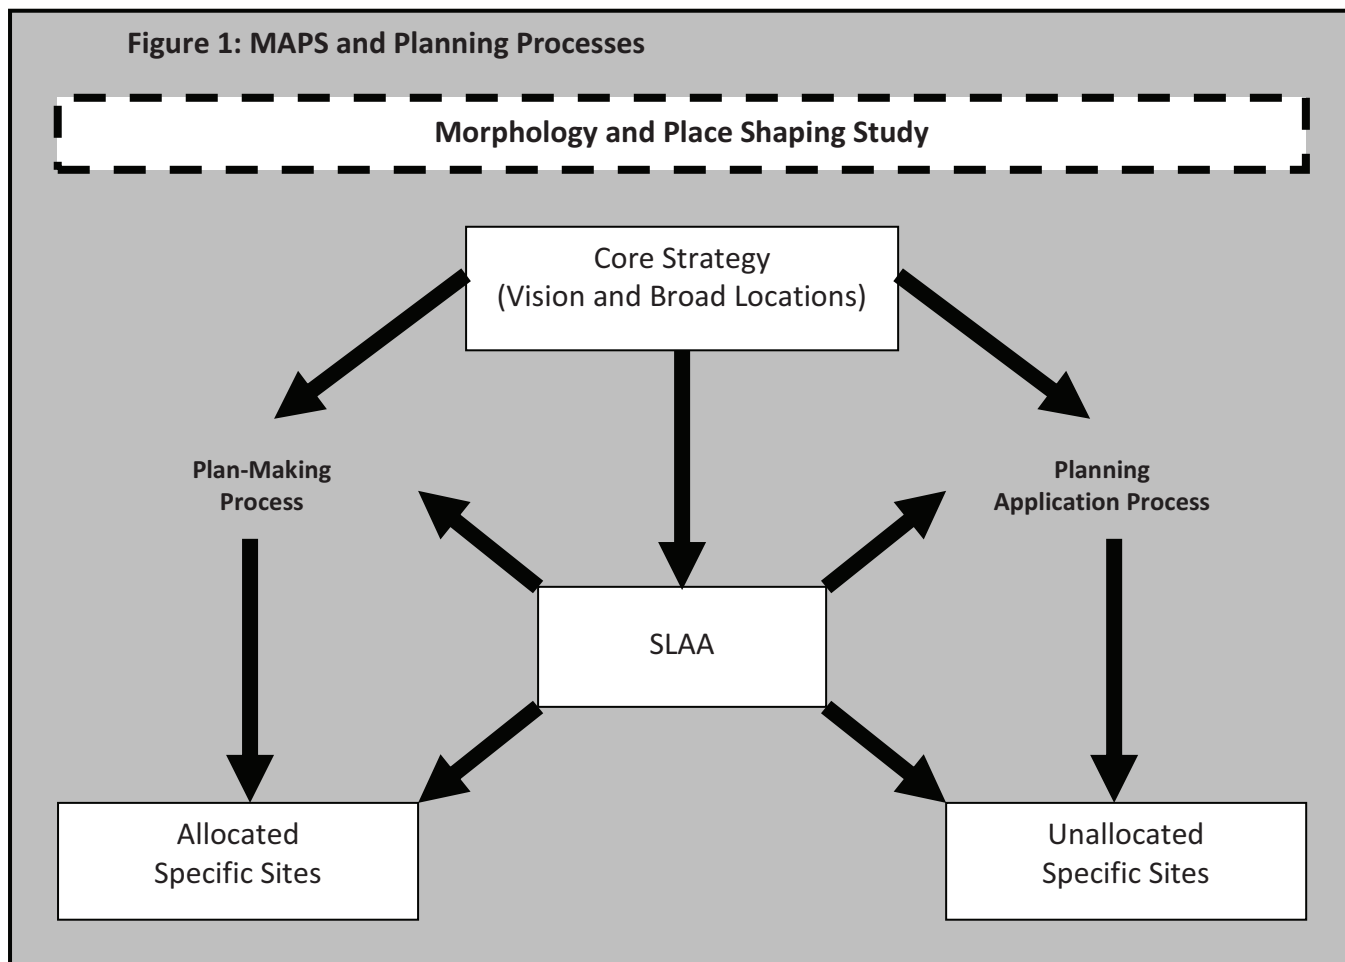 Figure 1: MAPS and Planning Processes
Morphology and Place Shaping Study
Core Strategy
(Vision and Broad Locations)
Plan-Making
Process
Planning
Application Process
SLAA
Allocated
Specific Sites
Unallocated
Specific Sites